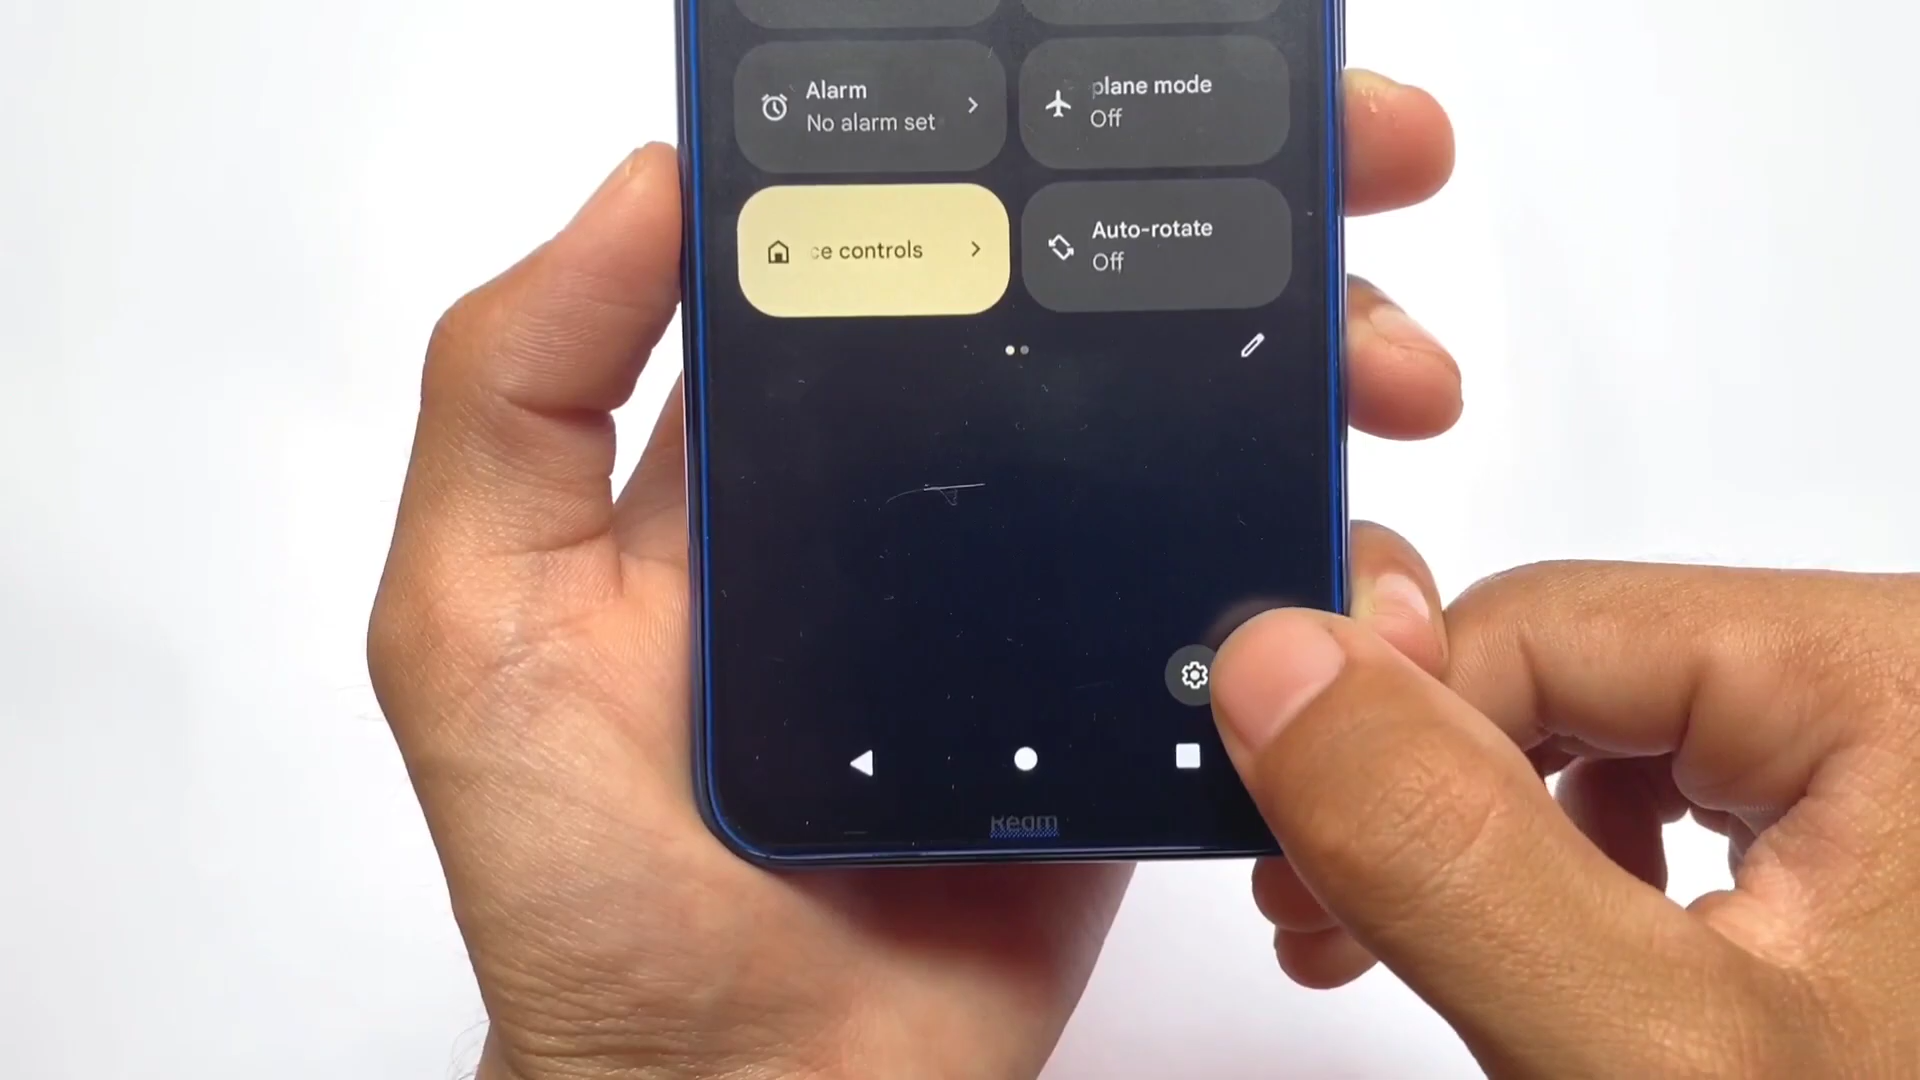 Alarm
No alarm set
plane mode
Off
ce controls
Auto-rotate
Off